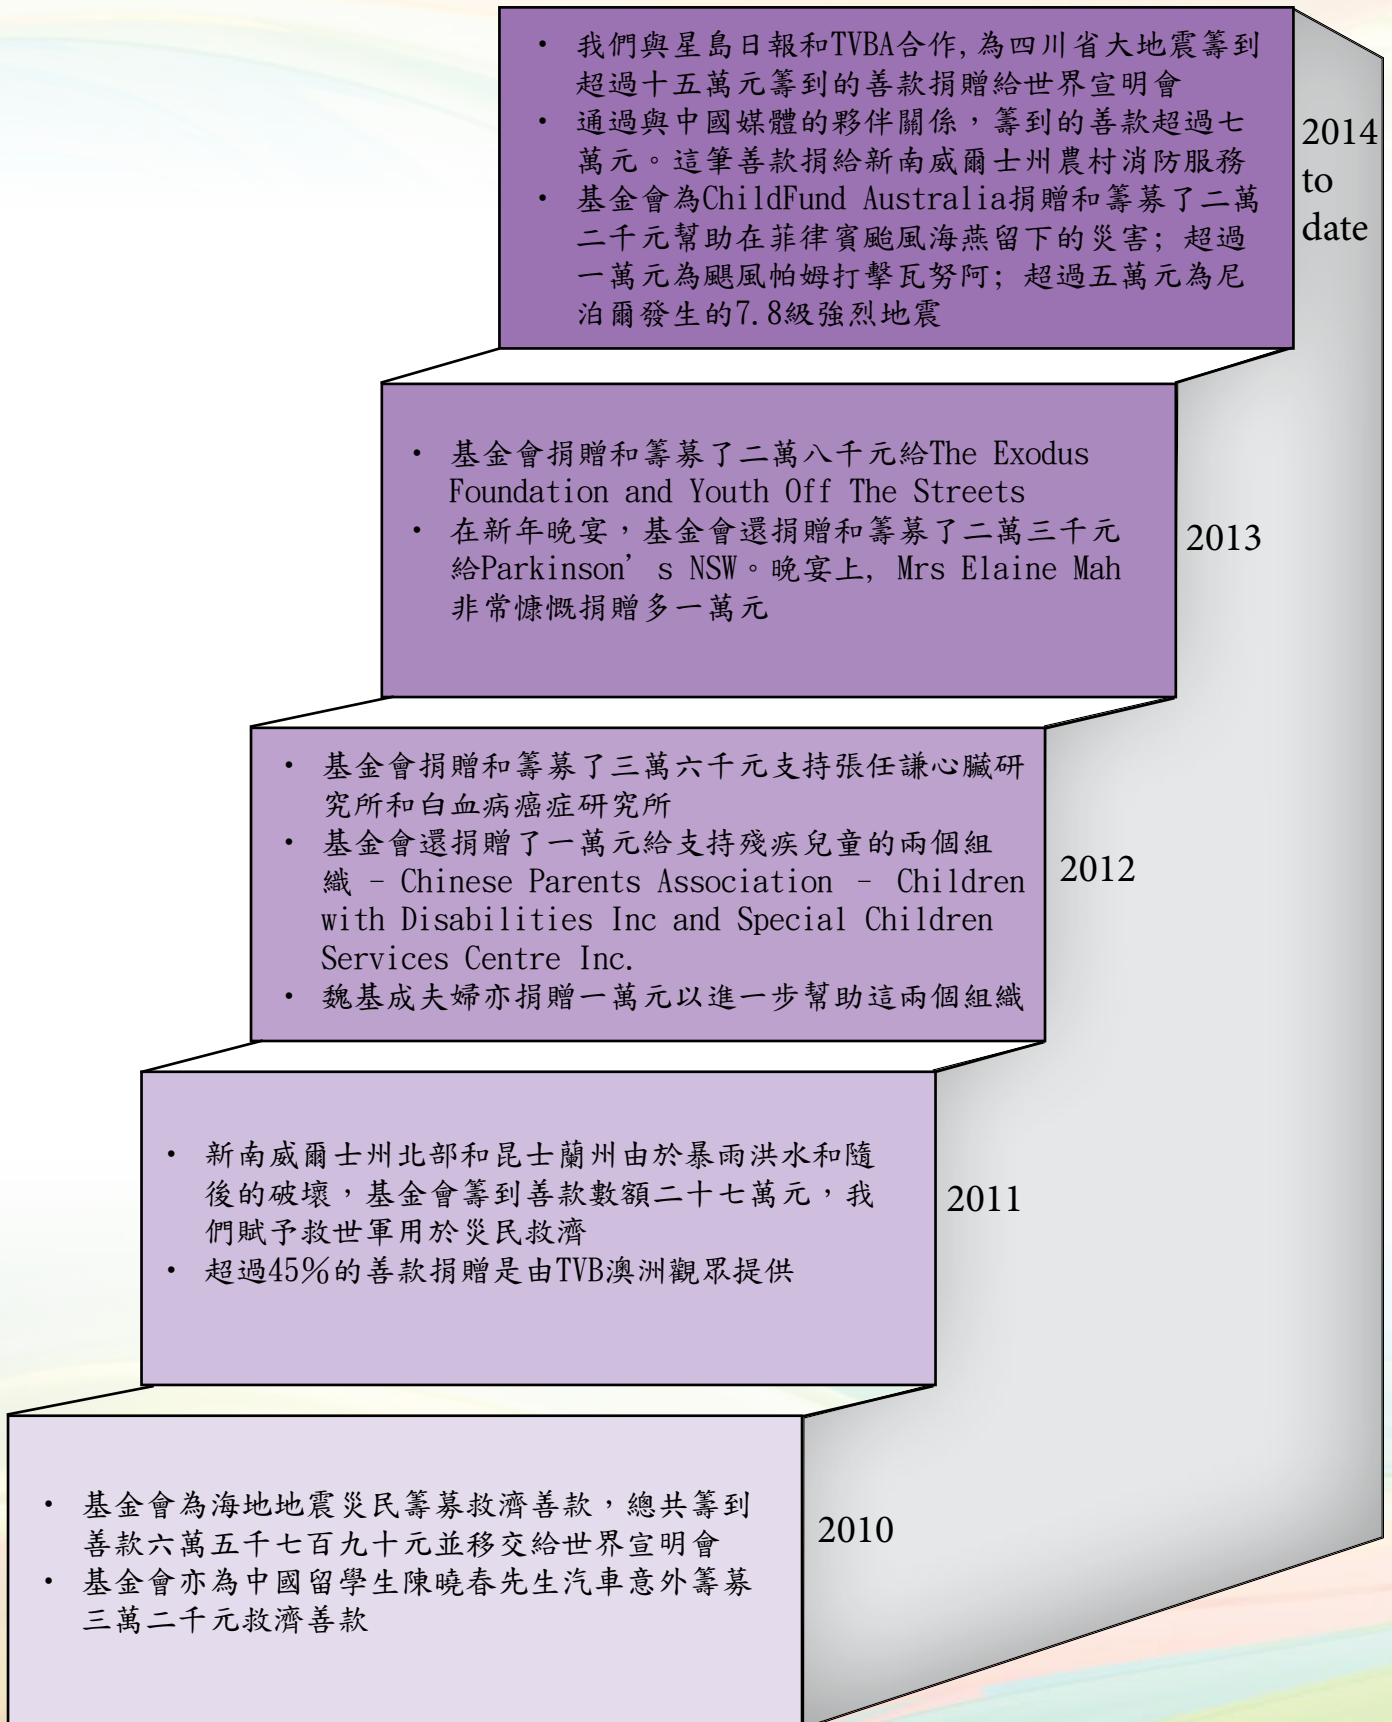 • 我們與星島日報和TVBA合作,為四川省大地震籌到
超過十五萬元籌到的善款捐贈給世界宣明會
• 通過與中國媒體的夥伴關係，籌到的善款超過七
萬元。這筆善款捐給新南威爾士州農村消防服務
• 基金會為ChildFund Australia捐贈和籌募了二萬
二千元幫助在菲律賓颱風海燕留下的災害; 超過
一萬元為颶風帕姆打擊瓦努阿; 超過五萬元為尼
泊爾發生的7.8級強烈地震
2014
to
date
• 基金會捐贈和籌募了二萬八千元給The Exodus
Foundation and Youth Off The Streets
• 在新年晚宴，基金會還捐贈和籌募了二萬三千元
給Parkinson’s NSW。晚宴上, Mrs Elaine Mah
非常慷慨捐贈多一萬元
2013
• 基金會捐贈和籌募了三萬六千元支持張任謙心臟研
究所和白血病癌症研究所
• 基金會還捐贈了一萬元給支持殘疾兒童的兩個組
織 – Chinese Parents Association – Children
with Disabilities Inc and Special Children
Services Centre Inc.
• 魏基成夫婦亦捐贈一萬元以進一步幫助這兩個組織
2012
• 新南威爾士州北部和昆士蘭州由於暴雨洪水和隨
後的破壞，基金會籌到善款數額二十七萬元，我
們賦予救世軍用於災民救濟
• 超過45％的善款捐贈是由TVB澳洲觀眾提供
2011
• 基金會為海地地震災民籌募救濟善款，總共籌到
善款六萬五千七百九十元並移交給世界宣明會
• 基金會亦為中國留學生陳曉春先生汽車意外籌募
三萬二千元救濟善款
2010